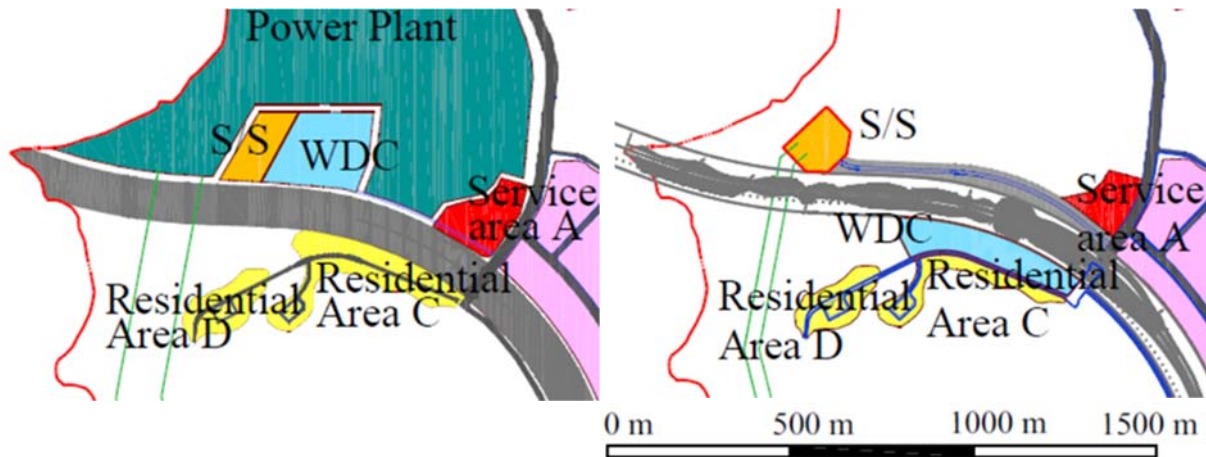 Power Plant
S S
WDC
Service
area A
Residential
Area D
Residential
Area C
S/S
WDC
Service
area A
Residential
Area D
Residential
Area C
0 m 500 m 1000 m 1500 m